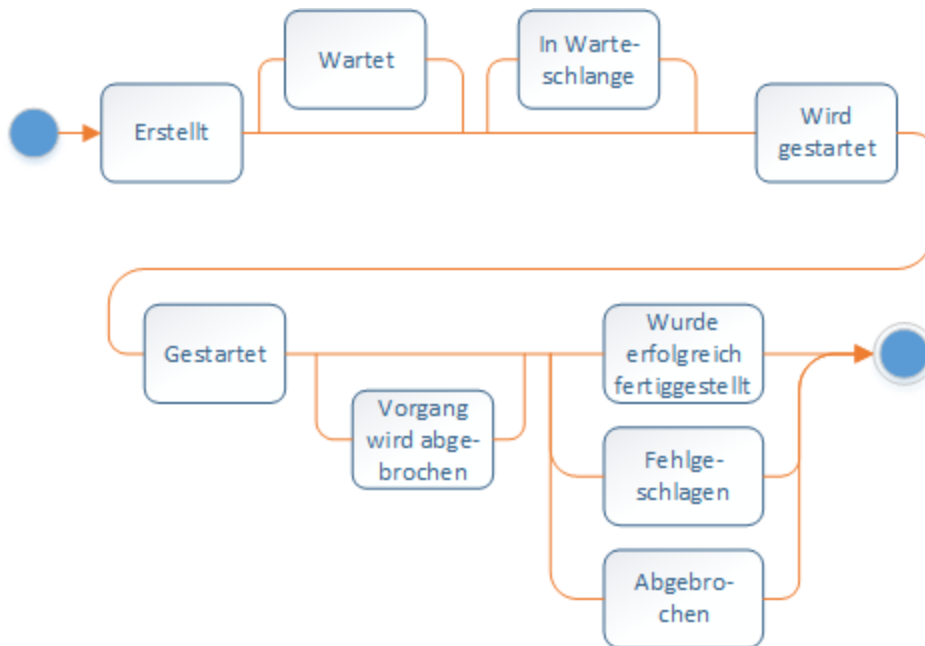 Erstellt
Wartet
In Warte-
schlange
Wird
gestartet
Gestartet
Vorgang
wird abge-
brochen
Wurde
erfolgreich
fertiggestellt
Fehlge-
schlagen
Abgebro-
chen